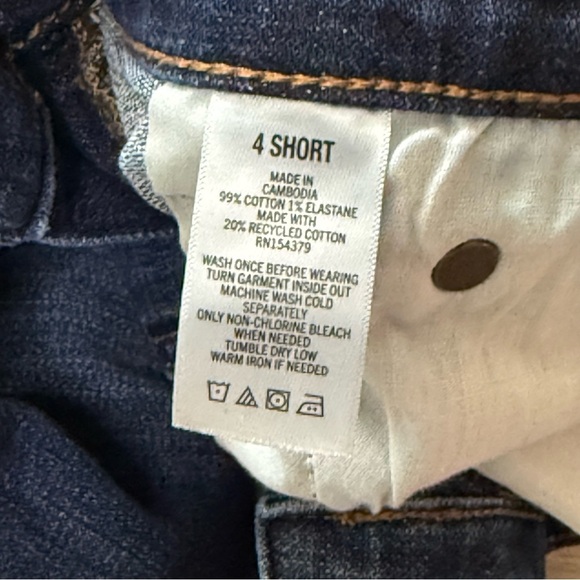 4 SHORT
MADE IN
CAMBODIA
99% COTTON 1% ELASTANE
MADE WITH
20% RECYCLED COTTON
RN154379
WASH ONCE BEFORE WEARING
TURN GARMENT INSIDE OUT
MACHINE WASH COLD
SEPARATELY
ONLY NON-CHLORINE BLEACH
WHEN NEEDED
TUMBLE DRY LOW
WARM IRON IF NEEDED